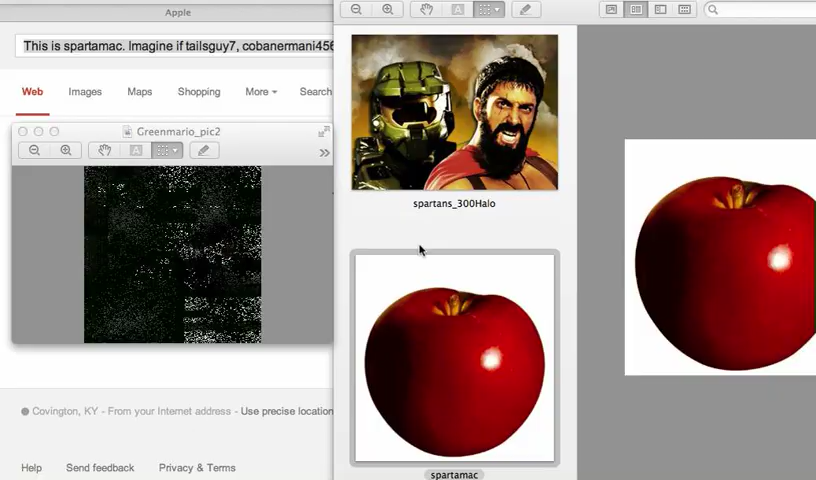 Apple
This is spartamac. Imagine if tailsguy7, cobanermani456
Web Images Maps Shopping More Search
Greenmario_pic2
spartans_300Halo
spartamac
Covington, KY - From your Internet address - Use precise location
Help Send feedback Privacy & Terms